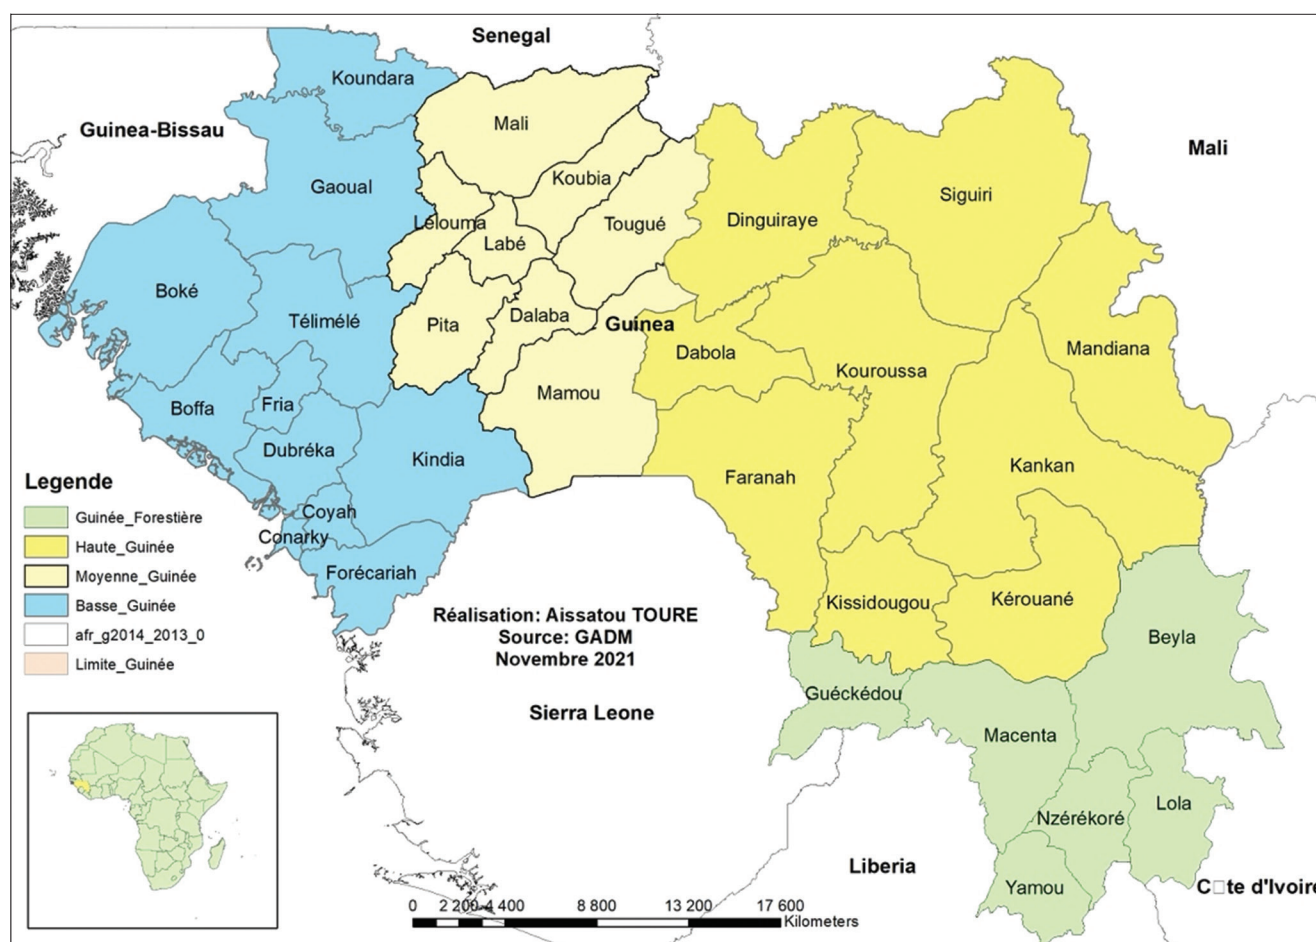 Senegal
Koundara
Guinea-Bissau
Mali
Mali
Koubia
Siguiri
Gaoual
Lélouma
Tougué
Dinguiraye
Labé
Boké
Télimélé
Pita
Dalaba
Guinea
Dabola
Mandiana
Kouroussa
Mamou
Boffa
Fria
Dubréka
Kindia
Kankan
Faranah
Legende
Guinée_Forestière
Haute_Guinée
Moyenne_Guinée
Basse_Guinée
afr_g2014_2013_0
Limite_Guinée
Coyah
Conarky
Forécariah
Kissidougou
Kérouané
Réalisation: Aissatou TOURE
Source: GADM
Novembre 2021
Beyla
Guéckédou
Sierra Leone
Macenta
Lola
Nzérékoré
Liberia
Yamou
C□te d'Ivoire
0 2 200 4 400 8 800 13 200 17 600
Kilometers